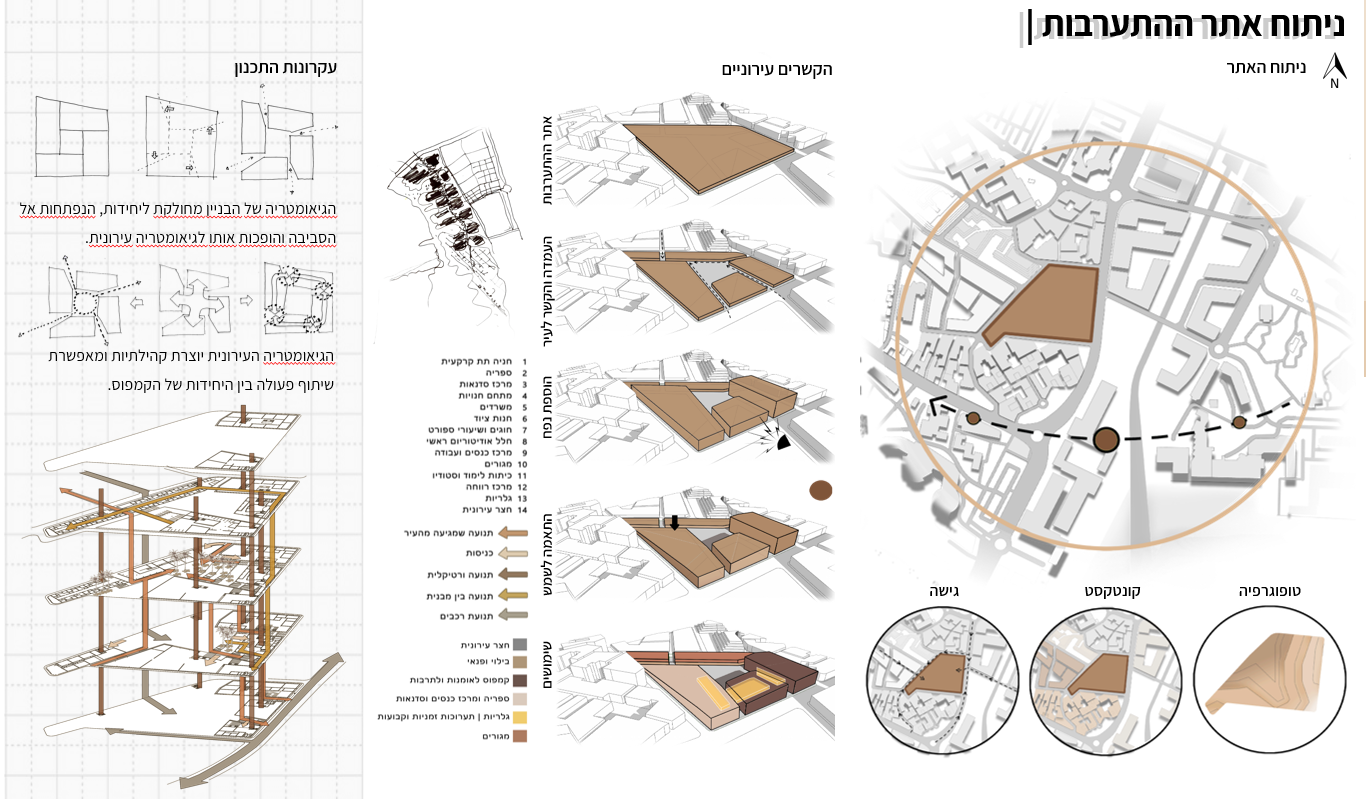 ניתוח אתר ההתערבות |
ניתוח האתר
N
טופוגרפיה
קונטקסט
גישה
הקשרים עירוניים
אתר ההתערבות
העמדה והקשר לעיר
הוספת נפח
התאמה לשמש
שימושים
1 חניה תת קרקעית
2 ספריה
3 מרכז סדנאות
4 מתחם חנויות
5 משרדים
6 חנות ציוד
7 חוגים ושיעורי ספורט
8 חלל אודיטוריום ראשי
9 מרכז כנסים ועבודה
10 מגורים
11 כיתות לימוד וסטודיו
12 מרכז רווחה
13 גלריות
14 חצר עירונית
תנועה שמגיעה מהעיר
כניסות
תנועה ורטיקלית
תנועה בין מבנית
תנועת רכבים
חצר עירונית
בילוי ופנאי
קמפוס לאומנות ולתרבות
ספריה ומרכז כנסים וסדנאות
גלריות | תערוכות זמניות וקבועות
מגורים
עקרונות התכנון
הגיאומטריה של הבניין מחולקת ליחידות, הנפתחות אל
הסביבה והופכות אותו לגיאומטריה עירונית.
הגיאומטריה העירונית יוצרת קהילתיות ומאפשרת
שיתוף פעולה בין היחידות של הקמפוס.